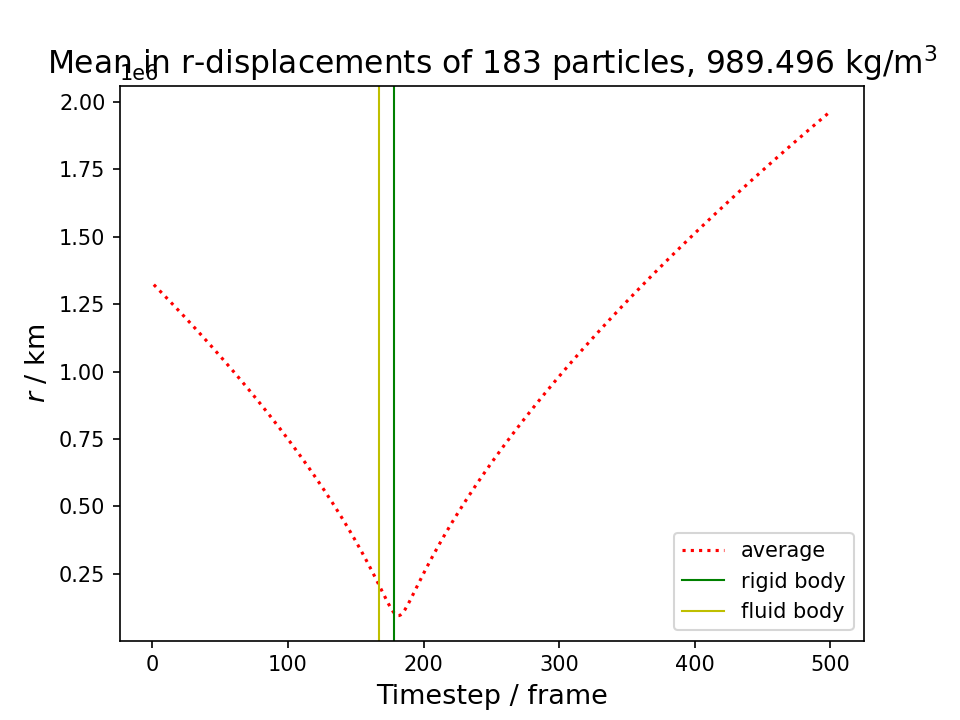 Mean in r-displacements of 183 particles, 989.496 kg/m³
1e6
2.00
1.75
1.50
1.25
1.00
0.75
0.50
0.25
r / km
0 100 200 300 400 500
Timestep / frame
average
rigid body
fluid body